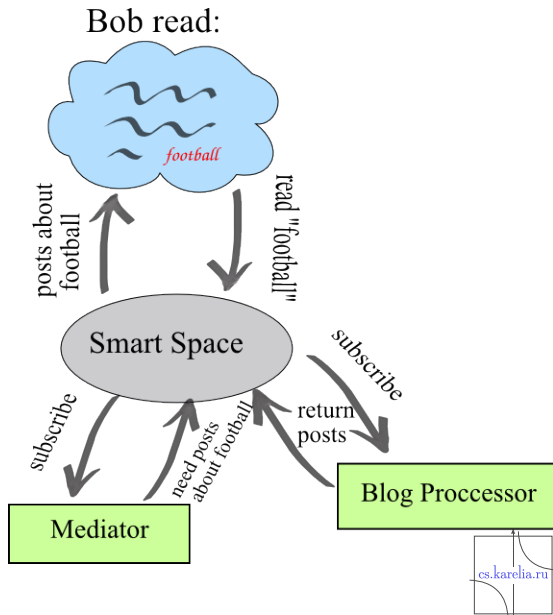 Bob read:
football
posts about
football
read "football"
Smart Space
subscribe
need posts
about football
return
posts
subscribe
Mediator
Blog Proccessor
cs.karelia.ru